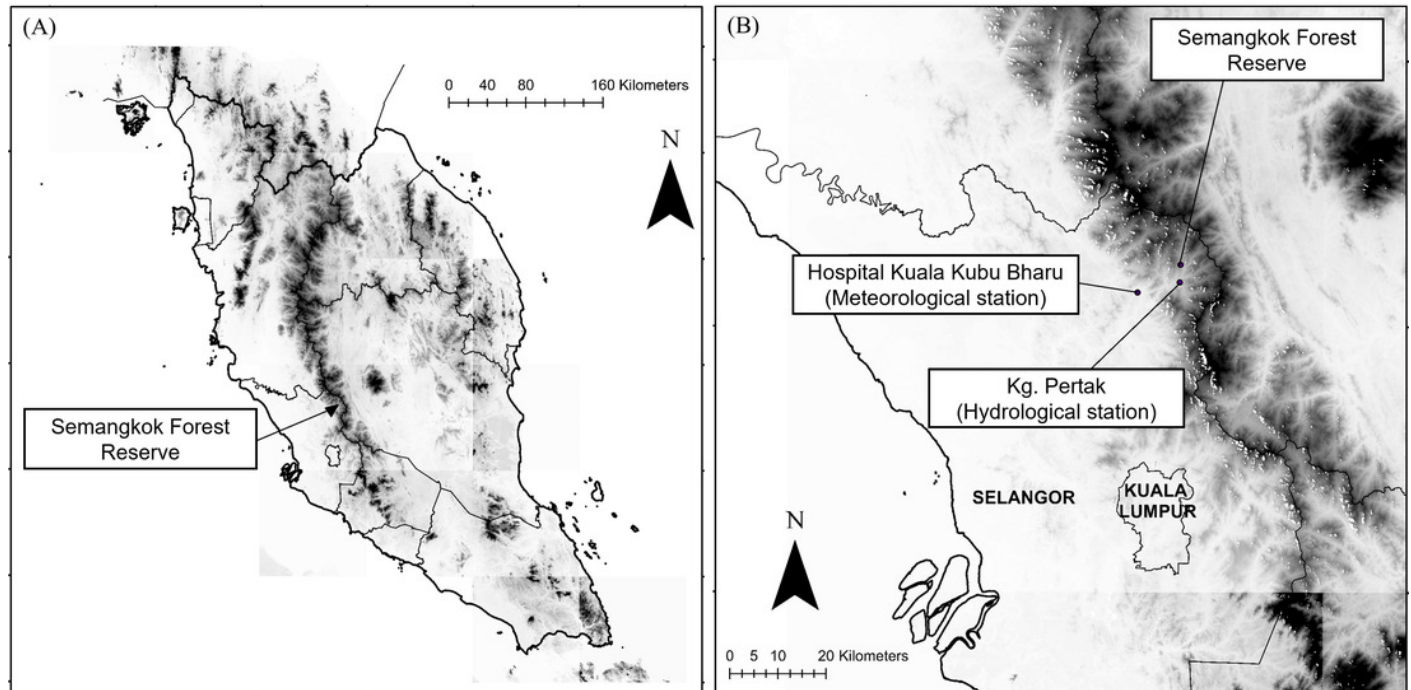 (A)
0 40 80 160 Kilometers
N
Semangkok Forest
Reserve
(B)
Semangkok Forest
Reserve
Hospital Kuala Kubu Bharu
(Meteorological station)
Kg. Pertak
(Hydrological station)
SELANGOR
KUALA
LUMPUR
N
0 5 10 20 Kilometers